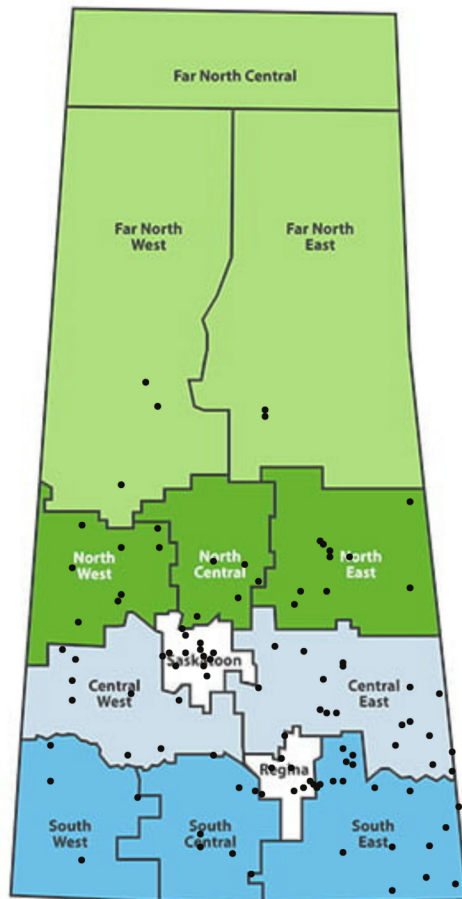 Far North Central
Far North
West
Far North
East
North
West
North
Central
North
East
Saskatoon
Central
West
Central
East
Regina
South
West
South
Central
South
East